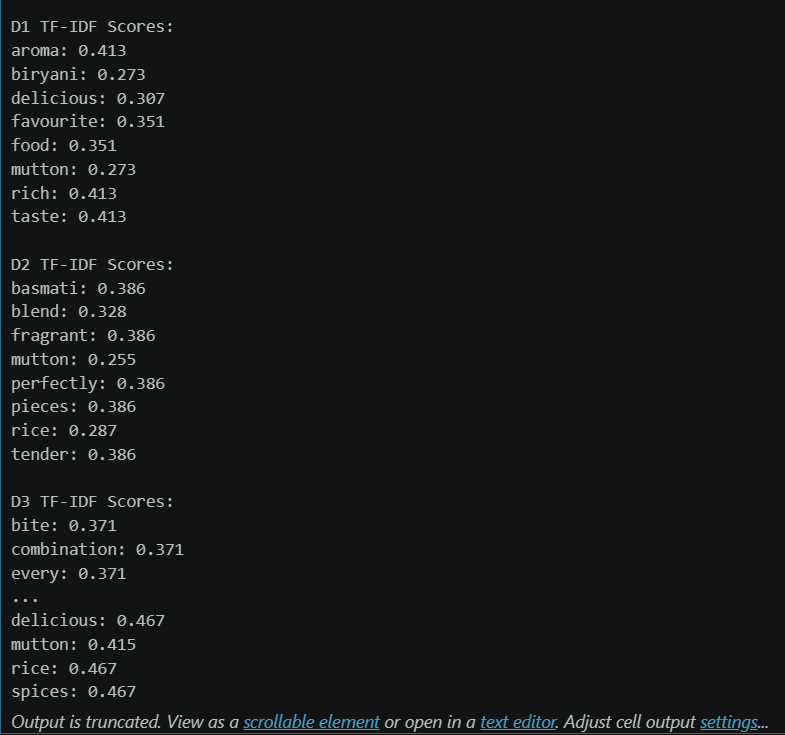 D1 TF-IDF Scores:
aroma: 0.413
biryani: 0.273
delicious: 0.307
favourite: 0.351
food: 0.351
mutton: 0.273
rich: 0.413
taste: 0.413
D2 TF-IDF Scores:
basmati: 0.386
blend: 0.328
fragrant: 0.386
mutton: 0.255
perfectly: 0.386
pieces: 0.386
rice: 0.287
tender: 0.386
D3 TF-IDF Scores:
bite: 0.371
combination: 0.371
every: 0.371
...
delicious: 0.467
mutton: 0.415
rice: 0.467
spices: 0.467
Output is truncated. View as a scrollable element or open in a text editor. Adjust cell output settings...